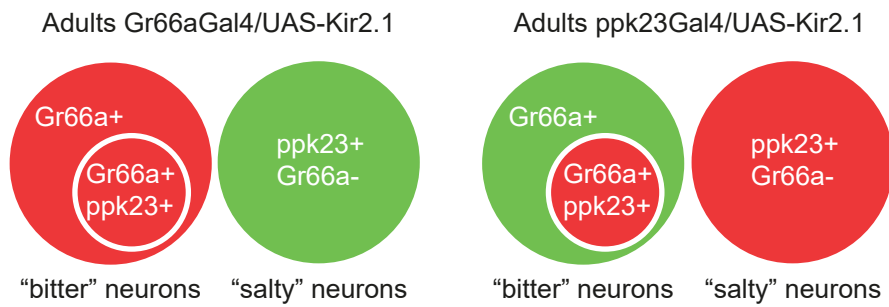 Adults Gr66aGal4/UAS-Kir2.1
Gr66a+
Gr66a+
ppk23+
ppk23+
Gr66a-
“bitter” neurons
“salty” neurons
Adults ppk23Gal4/UAS-Kir2.1
Gr66a+
Gr66a+
ppk23+
ppk23+
Gr66a-
“bitter” neurons
“salty” neurons